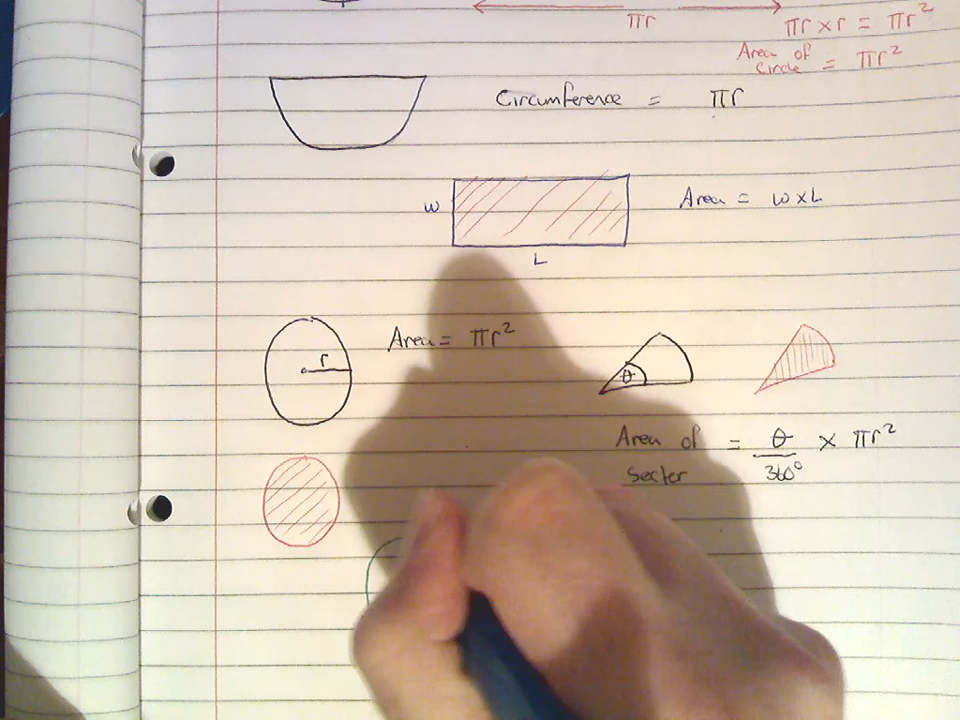 πr
πr × r = πr²
Area of
Circle = πr²
Circumference = πr
w
Area = w×L
L
Area = πr²
r
θ
Area of
sector = θ/360° × πr²